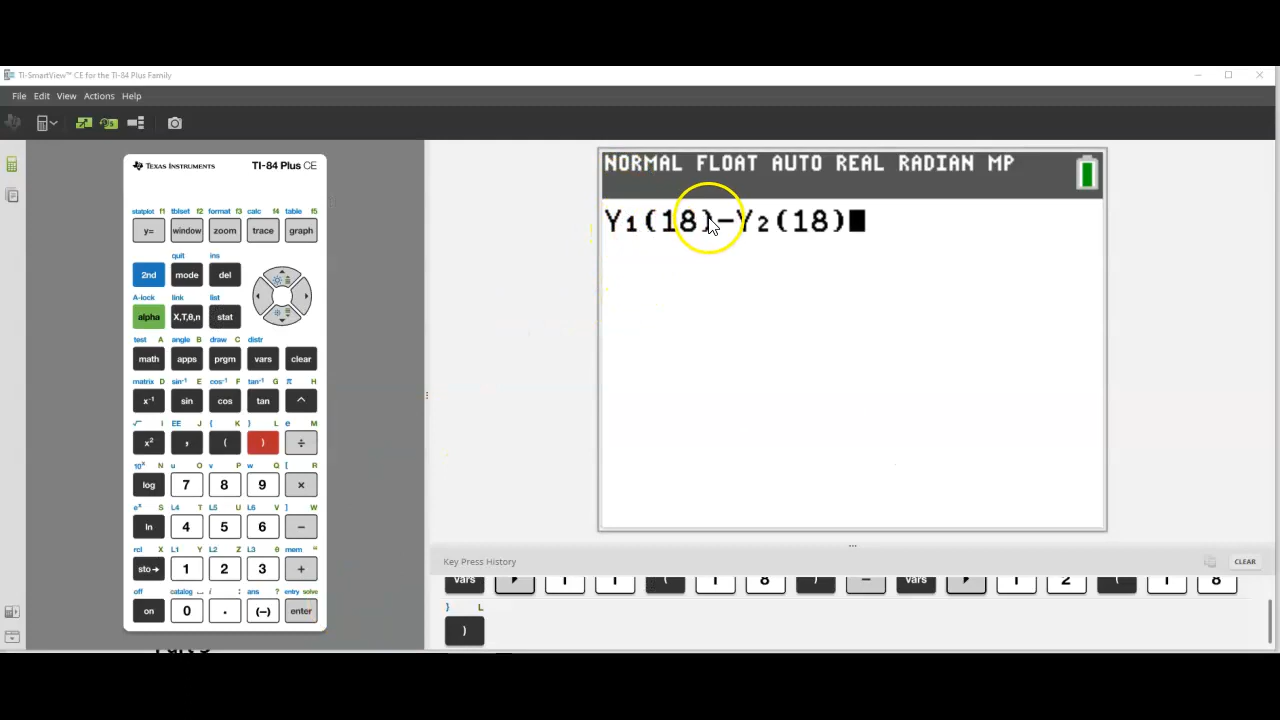 TI-SmartView™ CE for the TI-84 Plus Family
File Edit View Actions Help
TEXAS INSTRUMENTS TI-84 Plus CE
NORMAL FLOAT AUTO REAL RADIAN MP
Y1(18)-Y2(18)
statplot f1 tblset f2 format f3 calc f4 table f5
y= window zoom trace graph
quit ins
2nd mode del
A-lock link list
alpha X,T,θ,n stat
test A angle B draw C distr
math apps prgm vars clear
matrix D sin⁻¹ E cos⁻¹ F tan⁻¹ G π H
x⁻¹ sin cos tan ^
√ I EE J { K } L e M
x² , ( ) ÷
10ˣ N u O v P w Q [ R
log 7 8 9 ×
eˣ S L4 T L5 U L6 V ] W
ln 4 5 6 −
rcl X L1 Y L2 Z L3 θ mem "
sto→ 1 2 3 +
off catalog i : ans ? entry solve
on 0 . (−) enter
Key Press History CLEAR
vars 1 1 ( 1 8 ) − vars 1 2 ( 1 8
} L
)